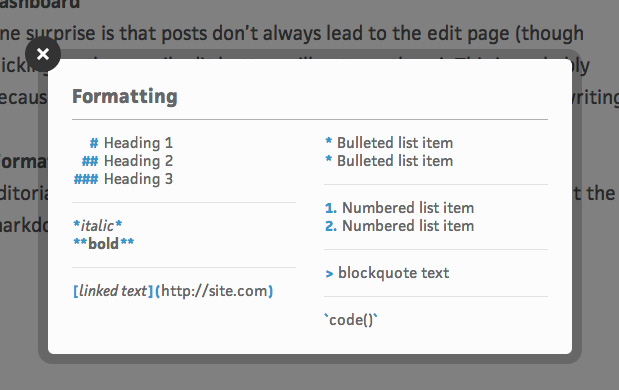 ashboard
ne surprise is that posts don't always lead to the edit page (though
writing
t the
Formatting
# Heading 1
## Heading 2
### Heading 3
*italic*
**bold**
[linked text](http://site.com)
* Bulleted list item
* Bulleted list item
1. Numbered list item
2. Numbered list item
> blockquote text
`code()`